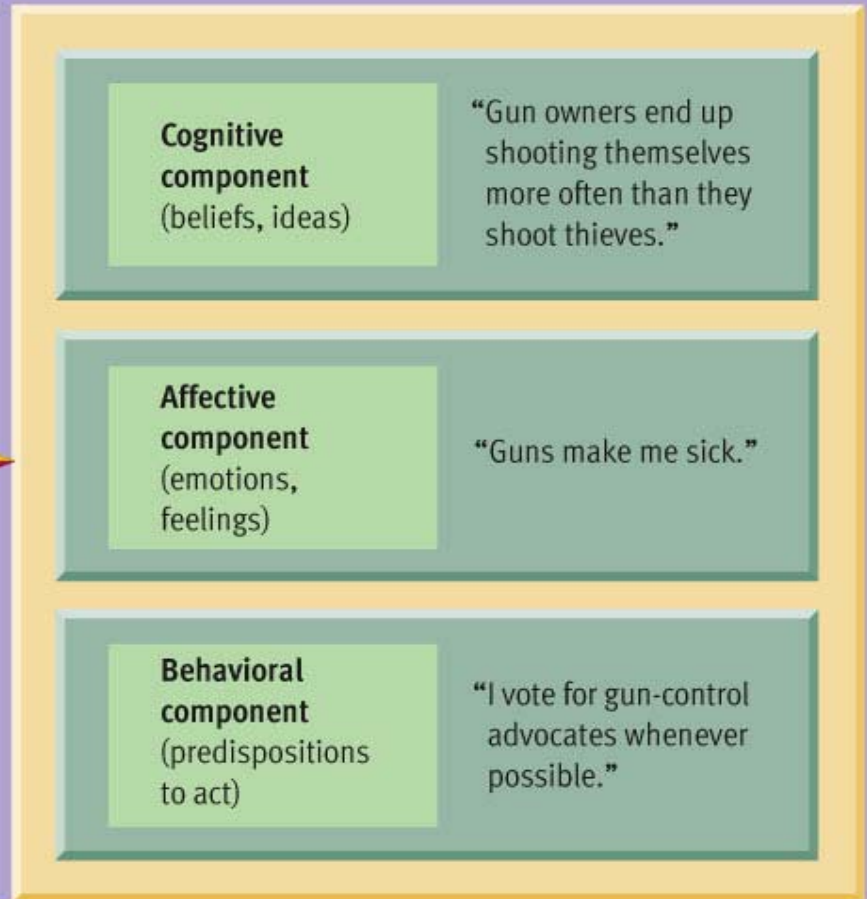 Cognitive
component
(beliefs, ideas)
“Gun owners end up
shooting themselves
more often than they
shoot thieves.”
Affective
component
(emotions,
feelings)
“Guns make me sick.”
Behavioral
component
(predispositions
to act)
“I vote for gun-control
advocates whenever
possible.”